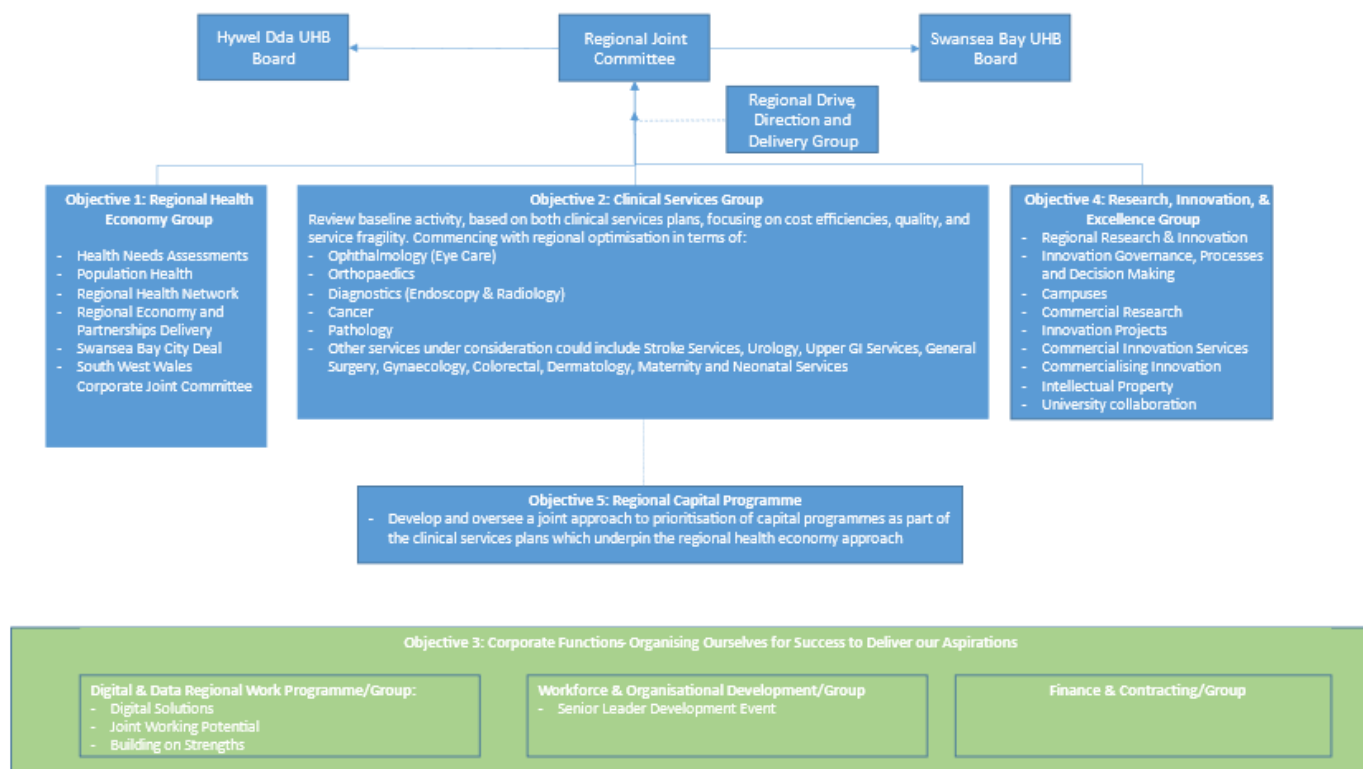 Hywel Dda UHB
Board
Regional Joint
Committee
Swansea Bay UHB
Board
Regional Drive,
Direction and
Delivery Group
Objective 1: Regional Health
Economy Group
- Health Needs Assessments
- Population Health
- Regional Health Network
- Regional Economy and
Partnerships Delivery
- Swansea Bay City Deal
- South West Wales
Corporate Joint Committee
Objective 2: Clinical Services Group
Review baseline activity, based on both clinical services plans, focusing on cost efficiencies, quality, and
service fragility. Commencing with regional optimisation in terms of:
- Ophthalmology (Eye Care)
- Orthopaedics
- Diagnostics (Endoscopy & Radiology)
- Cancer
- Pathology
- Other services under consideration could include Stroke Services, Urology, Upper GI Services, General
Surgery, Gynaecology, Colorectal, Dermatology, Maternity and Neonatal Services
Objective 4: Research, Innovation, &
Excellence Group
- Regional Research & Innovation
- Innovation Governance, Processes
and Decision Making
- Campuses
- Commercial Research
- Innovation Projects
- Commercial Innovation Services
- Commercialising Innovation
- Intellectual Property
- University collaboration
Objective 5: Regional Capital Programme
- Develop and oversee a joint approach to prioritisation of capital programmes as part of
the clinical services plans which underpin the regional health economy approach
Objective 3: Corporate Functions- Organising Ourselves for Success to Deliver our Aspirations
Digital & Data Regional Work Programme/Group:
- Digital Solutions
- Joint Working Potential
- Building on Strengths
Workforce & Organisational Development/Group
- Senior Leader Development Event
Finance & Contracting/Group